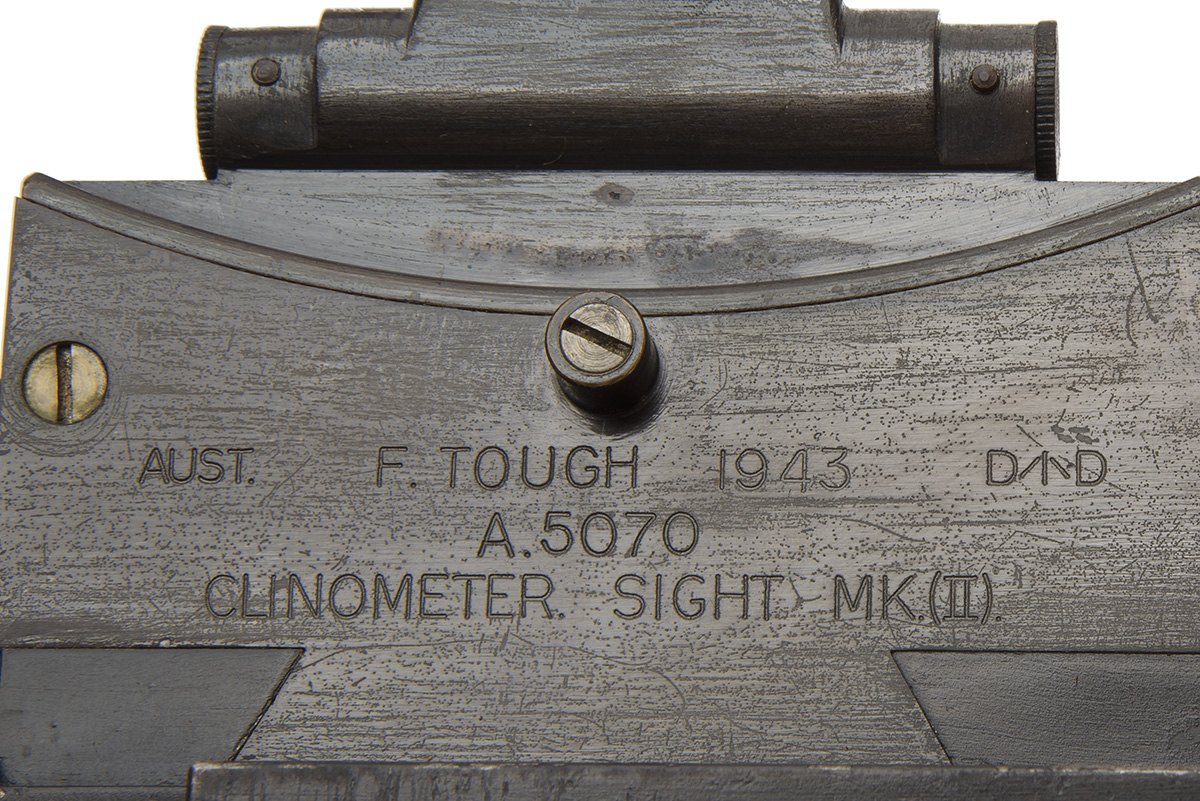 AUST. F. TOUGH 1943 D↑D
A.5070
CLINOMETER. SIGHT MK.(II).